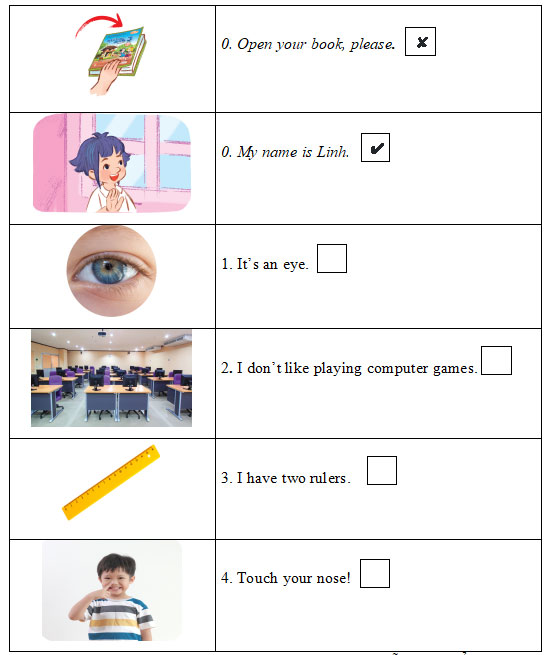 0. Open your book, please. ✘
0. My name is Linh. ✔
1. It's an eye.
2. I don't like playing computer games.
3. I have two rulers.
4. Touch your nose!